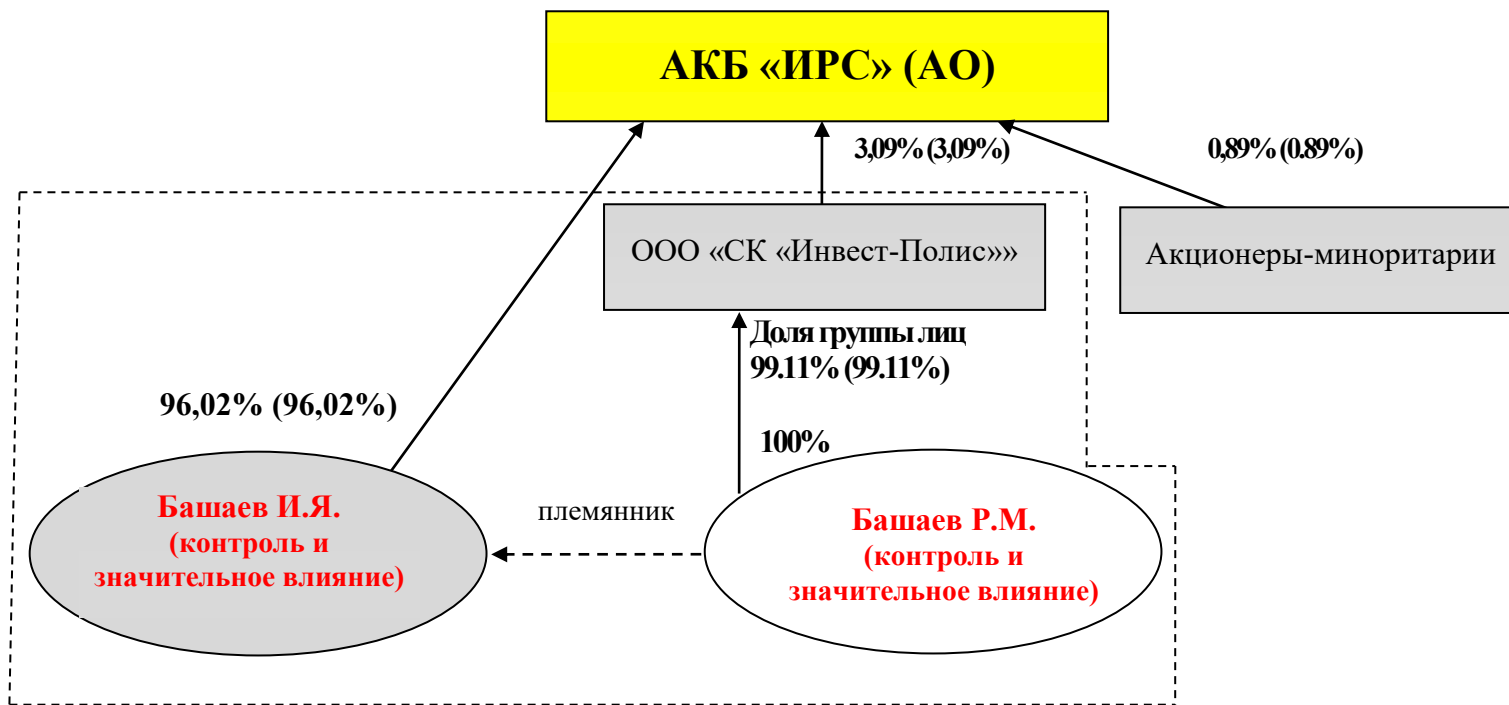 АКБ «ИРС» (АО)
3,09% (3,09%)
0,89% (0.89%)
ООО «СК «Инвест-Полис»»
Акционеры-миноритарии
Доля группы лиц
99.11% (99.11%)
96,02% (96,02%)
100%
Башаев И.Я.
(контроль и
значительное влияние)
племянник
Башаев Р.М.
(контроль и
значительное влияние)